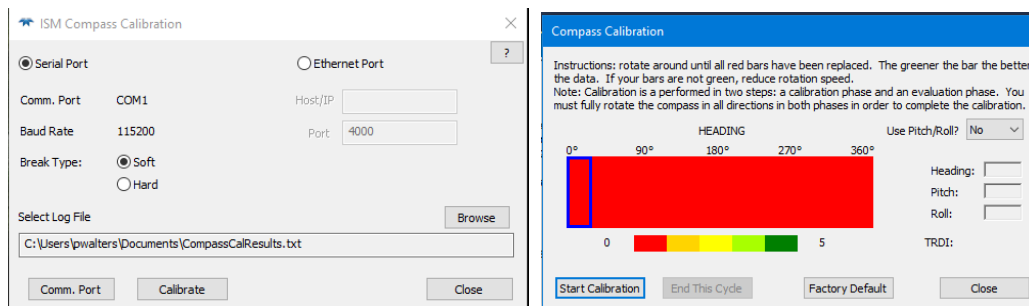 ISM Compass Calibration
?
Serial Port
Ethernet Port
Comm. Port COM1
Host/IP
Baud Rate 115200
Port 4000
Break Type: Soft
Hard
Select Log File
Browse
C:\Users\pwalters\Documents\CompassCalResults.txt
Comm. Port
Calibrate
Close
Compass Calibration
Instructions: rotate around until all red bars have been replaced. The greener the bar the better
the data. If your bars are not green, reduce rotation speed.
Note: Calibration is performed in two steps: a calibration phase and an evaluation phase. You
must fully rotate the compass in all directions in both phases in order to complete the calibration.
HEADING
Use Pitch/Roll? No
0° 90° 180° 270° 360°
Heading:
Pitch:
Roll:
0 5
TRDI:
Start Calibration
End This Cycle
Factory Default
Close